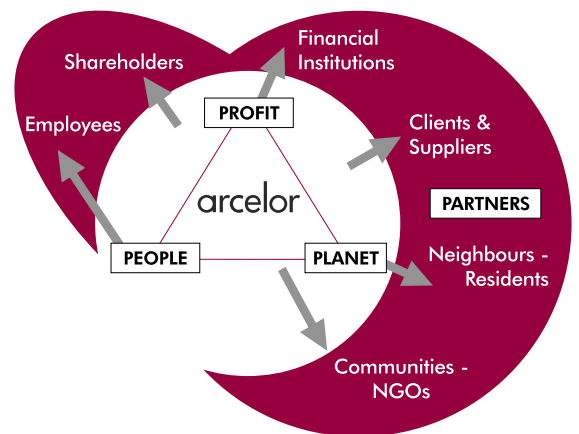 Financial
Institutions
Shareholders
PROFIT
Employees
Clients &
Suppliers
arcelor
PARTNERS
PEOPLE
PLANET
Neighbours -
Residents
Communities -
NGOs